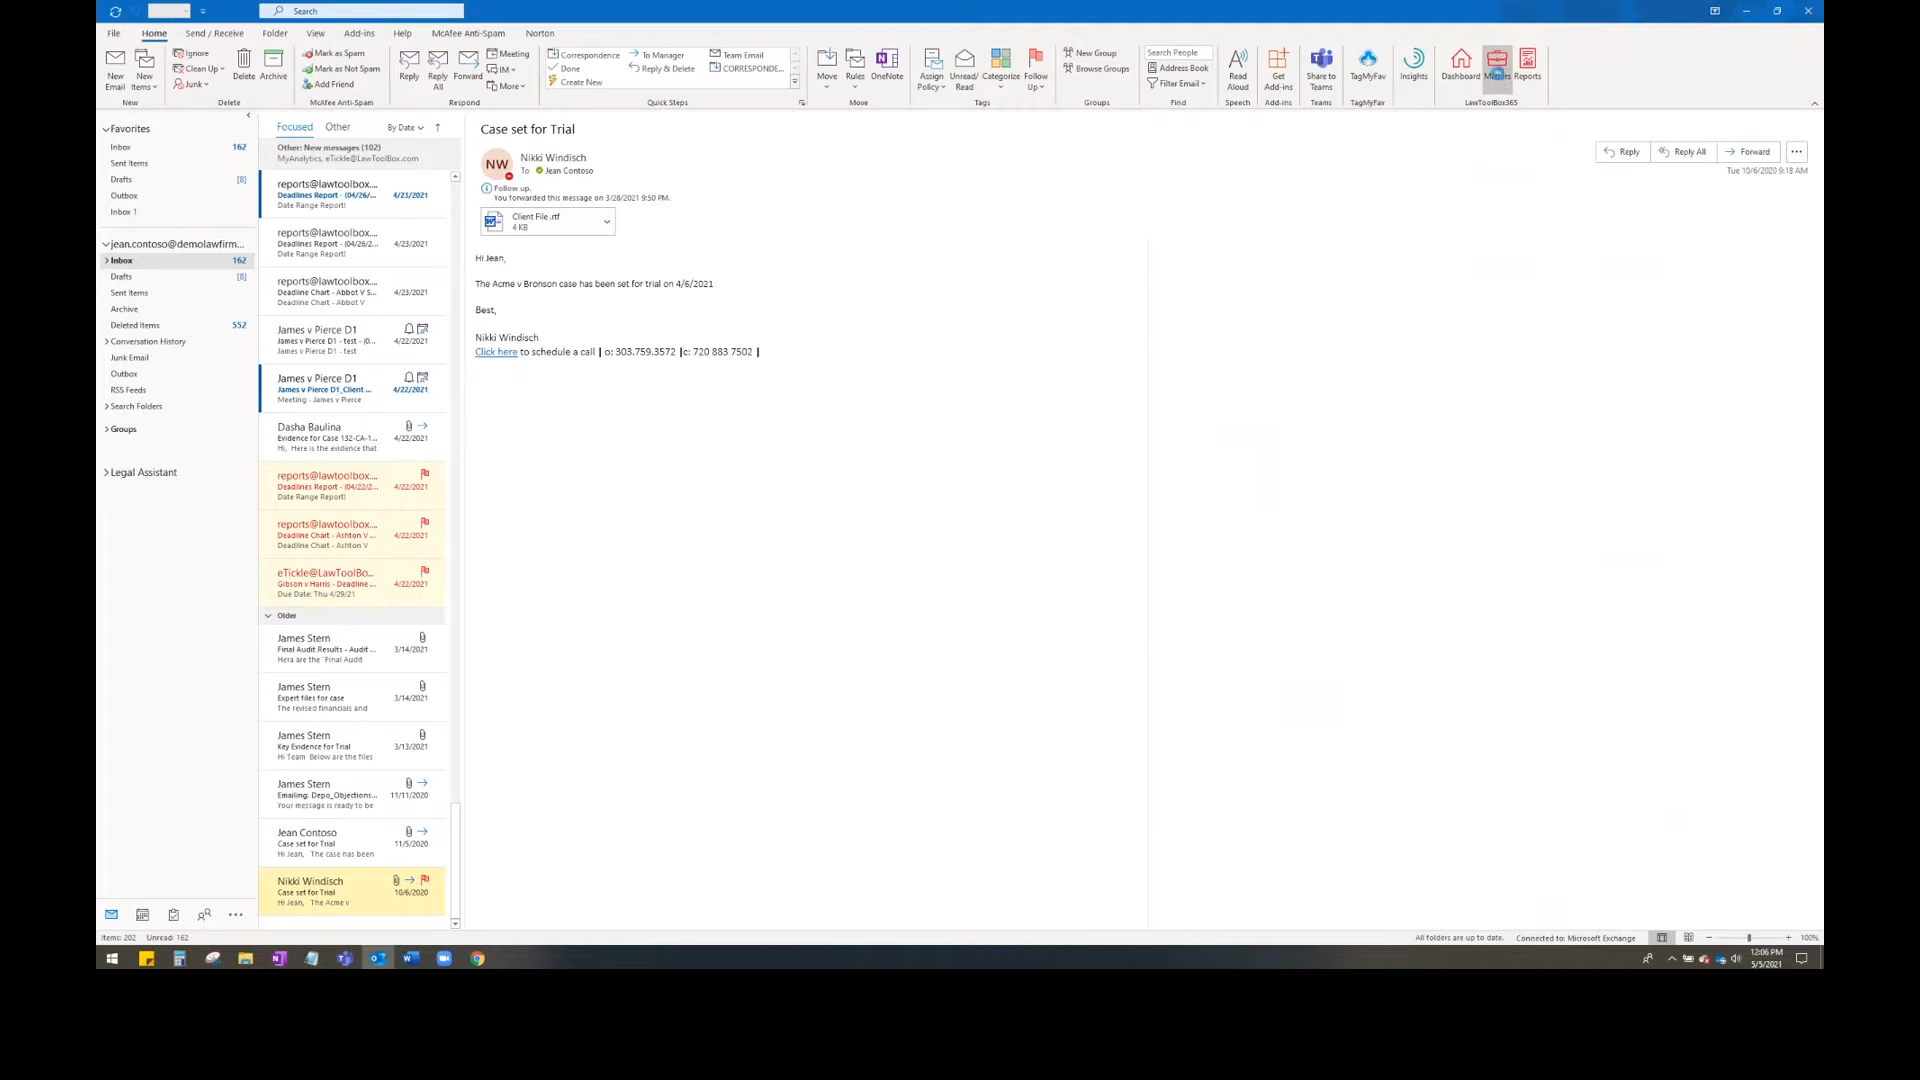 Search
File Home Send / Receive Folder View Add-ins Help McAfee Anti-Spam Norton
New Email
New Items
New
Ignore
Clean Up
Junk
Delete
Archive
Delete
Mark as Spam
Mark as Not Spam
Add Friend
McAfee Anti-Spam
Reply
Reply All
Forward
Meeting
IM
More
Respond
Correspondence
Done
Create New
To Manager
Reply & Delete
Team Email
CORRESPONDE...
Quick Steps
Move
Rules
OneNote
Move
Assign Policy
Unread/ Read
Categorize
Follow Up
Tags
New Group
Browse Groups
Groups
Search People
Address Book
Filter Email
Find
Read Aloud
Speech
Get Add-ins
Add-ins
Share to Teams
Teams
TagMyFav
TagMyFav
Insights
Dashboard
Matters
Reports
LawToolBox365
Favorites
Inbox 162
Sent Items
Drafts [8]
Outbox
Inbox 1
jean.contoso@demolawfirm...
Inbox 162
Drafts [8]
Sent Items
Archive
Deleted Items 552
Conversation History
Junk Email
Outbox
RSS Feeds
Search Folders
Groups
Legal Assistant
Focused Other By Date
Other: New messages (102)
MyAnalytics, eTickle@LawToolBox.com
reports@lawtoolbox....
Deadlines Report - (04/26/... 4/23/2021
Date Range Report!
reports@lawtoolbox....
Deadlines Report - (04/26/2... 4/23/2021
Date Range Report!
reports@lawtoolbox....
Deadline Chart - Abbot V S... 4/23/2021
Deadline Chart - Abbot V
James v Pierce D1
James v Pierce D1 - test - (0... 4/22/2021
James v Pierce D1 - test
James v Pierce D1
James v Pierce D1_Client ... 4/22/2021
Meeting - James v Pierce
Dasha Baulina
Evidence for Case 132-CA-1... 4/22/2021
Hi, Here is the evidence that
reports@lawtoolbox....
Deadlines Report - (04/22/2... 4/22/2021
Date Range Report!
reports@lawtoolbox....
Deadline Chart - Ashton V ... 4/22/2021
Deadline Chart - Ashton V
eTickle@LawToolBo...
Gibson v Harris - Deadline ... 4/22/2021
Due Date: Thu 4/29/21
Older
James Stern
Final Audit Results - Audit ... 3/14/2021
Hera are the "Final Audit
James Stern
Expert files for case 3/14/2021
The revised financials and
James Stern
Key Evidence for Trial 3/13/2021
Hi Team Below are the files
James Stern
Emailing: Depo_Objections... 11/11/2020
Your message is ready to be
Jean Contoso
Case set for Trial 11/5/2020
Hi Jean, The case has been
Nikki Windisch
Case set for Trial 10/6/2020
Hi Jean, The Acme v
Case set for Trial
NW
Nikki Windisch
To Jean Contoso
Reply Reply All Forward
Tue 10/6/2020 9:18 AM
Follow up.
You forwarded this message on 3/28/2021 9:50 PM.
Client File .rtf
4 KB
Hi Jean,
The Acme v Bronson case has been set for trial on 4/6/2021
Best,
Nikki Windisch
Click here to schedule a call | o: 303.759.3572 |c: 720 883 7502 |
Items: 202 Unread: 162
All folders are up to date. Connected to: Microsoft Exchange 100%
12:06 PM
5/5/2021